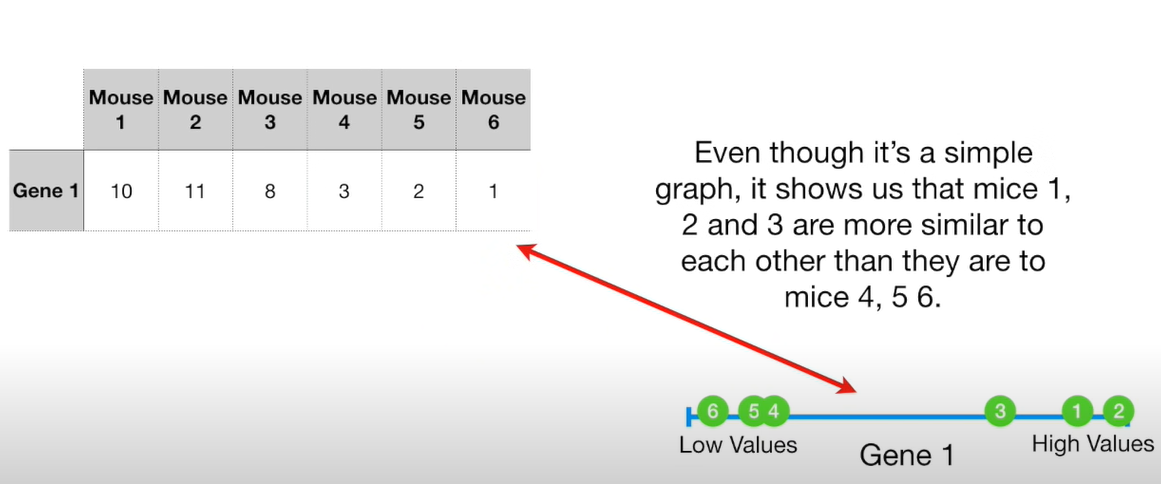 Mouse 1 Mouse 2 Mouse 3 Mouse 4 Mouse 5 Mouse 6
Gene 1 10 11 8 3 2 1
Even though it’s a simple
graph, it shows us that mice 1,
2 and 3 are more similar to
each other than they are to
mice 4, 5 6.
6 5 4 3 1 2
Low Values High Values
Gene 1